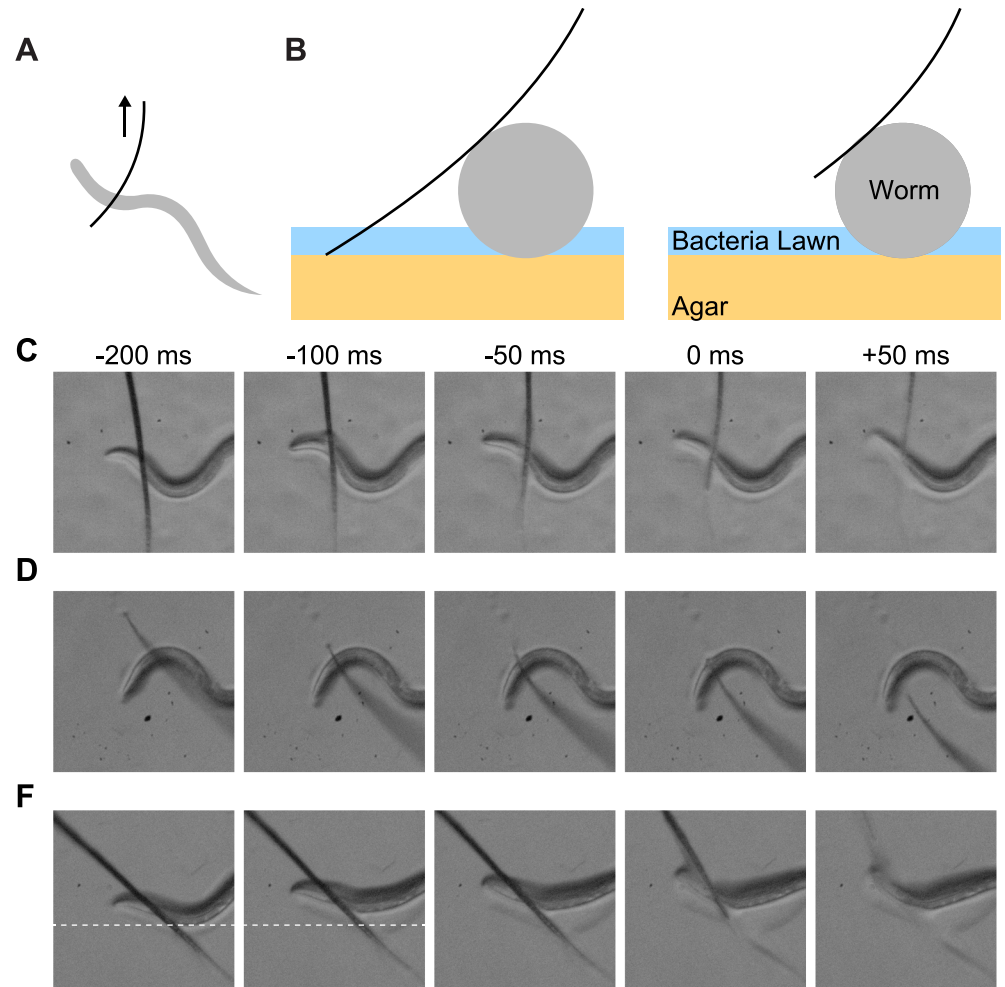 A
B
Worm
Bacteria Lawn
Agar
C
-200 ms
-100 ms
-50 ms
0 ms
+50 ms
D
F